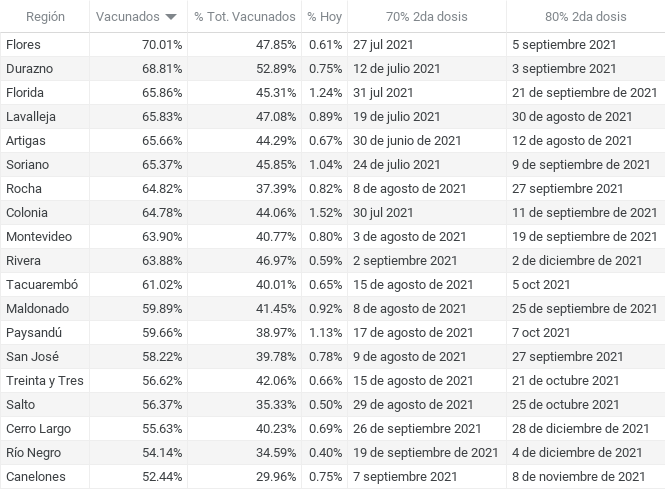 Región Vacunados % Tot. Vacunados % Hoy 70% 2da dosis 80% 2da dosis
Flores 70.01% 47.85% 0.61% 27 jul 2021 5 septiembre 2021
Durazno 68.81% 52.89% 0.75% 12 de julio 2021 3 septiembre 2021
Florida 65.86% 45.31% 1.24% 31 jul 2021 21 de septiembre de 2021
Lavalleja 65.83% 47.08% 0.89% 19 de julio de 2021 30 de agosto de 2021
Artigas 65.66% 44.29% 0.67% 30 de junio de 2021 12 de agosto de 2021
Soriano 65.37% 45.85% 1.04% 24 de julio de 2021 9 de septiembre de 2021
Rocha 64.82% 37.39% 0.82% 8 de agosto de 2021 27 septiembre 2021
Colonia 64.78% 44.06% 1.52% 30 jul 2021 11 de septiembre de 2021
Montevideo 63.90% 40.77% 0.80% 3 de agosto de 2021 19 de septiembre de 2021
Rivera 63.88% 46.97% 0.59% 2 septiembre 2021 2 de diciembre de 2021
Tacuarembó 61.02% 40.01% 0.65% 15 de agosto de 2021 5 oct 2021
Maldonado 59.89% 41.45% 0.92% 8 de agosto de 2021 25 de septiembre de 2021
Paysandú 59.66% 38.97% 1.13% 17 de agosto de 2021 7 oct 2021
San José 58.22% 39.78% 0.78% 9 de agosto de 2021 27 septiembre 2021
Treinta y Tres 56.62% 42.06% 0.66% 15 de agosto de 2021 21 de octubre de 2021
Salto 56.37% 35.33% 0.50% 29 de agosto de 2021 25 de octubre de 2021
Cerro Largo 55.63% 40.23% 0.69% 26 de septiembre de 2021 28 de diciembre de 2021
Río Negro 54.14% 34.59% 0.40% 19 de septiembre de 2021 4 de diciembre de 2021
Canelones 52.44% 29.96% 0.75% 7 septiembre 2021 8 de noviembre de 2021